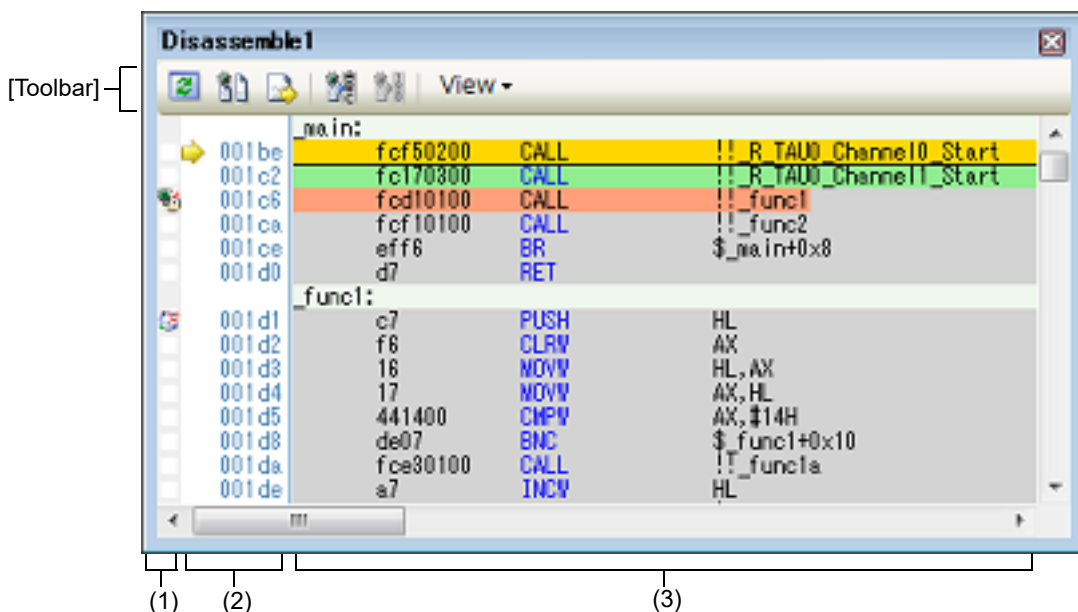 Disassemble1
[Toolbar]
View
_main:
001be fcf50200 CALL !!_R_TAU0_Channel0_Start
001c2 fc170300 CALL !!_R_TAU0_Channel1_Start
001c6 fcd10100 CALL !!_func1
001ca fcf10100 CALL !!_func2
001ce eff6 BR $_main+0x8
001d0 d7 RET
_func1:
001d1 c7 PUSH HL
001d2 f6 CLRW AX
001d3 16 MOVW HL,AX
001d4 17 MOVW AX,HL
001d5 441400 CMPW AX,#14H
001d8 de07 BNC $_func1+0x10
001da fce30100 CALL !!_func1a
001de a7 INCW HL
(1) (2) (3)